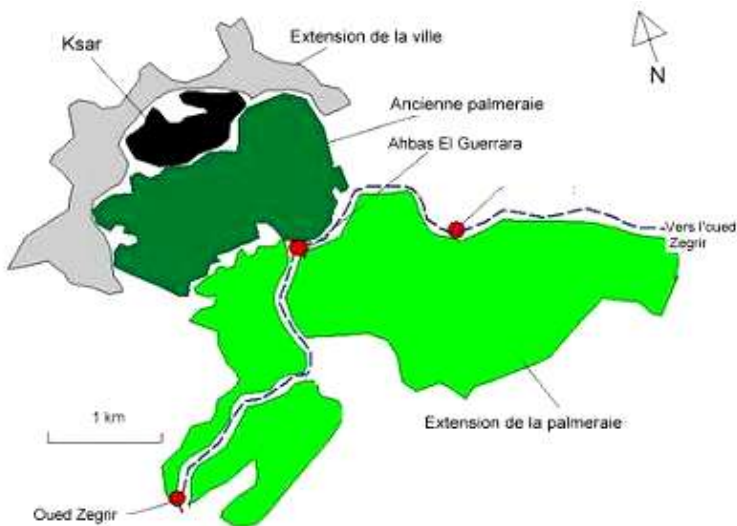 Extension de la ville
Ksar
N
Ancienne palmeraie
Ahbas El Guerrara
Vers l'oued
Zegrir
1 km
Extension de la palmeraie
Oued Zegrir